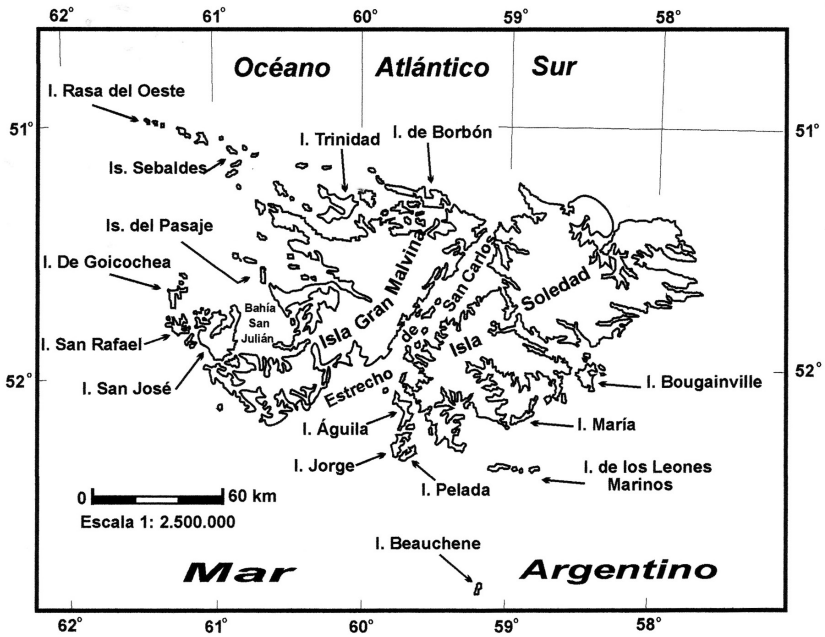 62° 61° 60° 59° 58°
Océano Atlántico Sur
I. Rasa del Oeste
51° 51°
I. Trinidad
I. de Borbón
Is. Sebaldes
Is. del Pasaje
I. De Goicochea
Isla Gran Malvina
Estrecho de San Carlos
Isla Soledad
Bahía
San
Julián
I. San Rafael
I. San José
52° 52°
I. Bougainville
I. Águila
I. María
I. Jorge
I. Pelada
I. de los Leones
Marinos
0 60 km
Escala 1: 2.500.000
I. Beauchene
Mar Argentino
62° 61° 60° 59° 58°